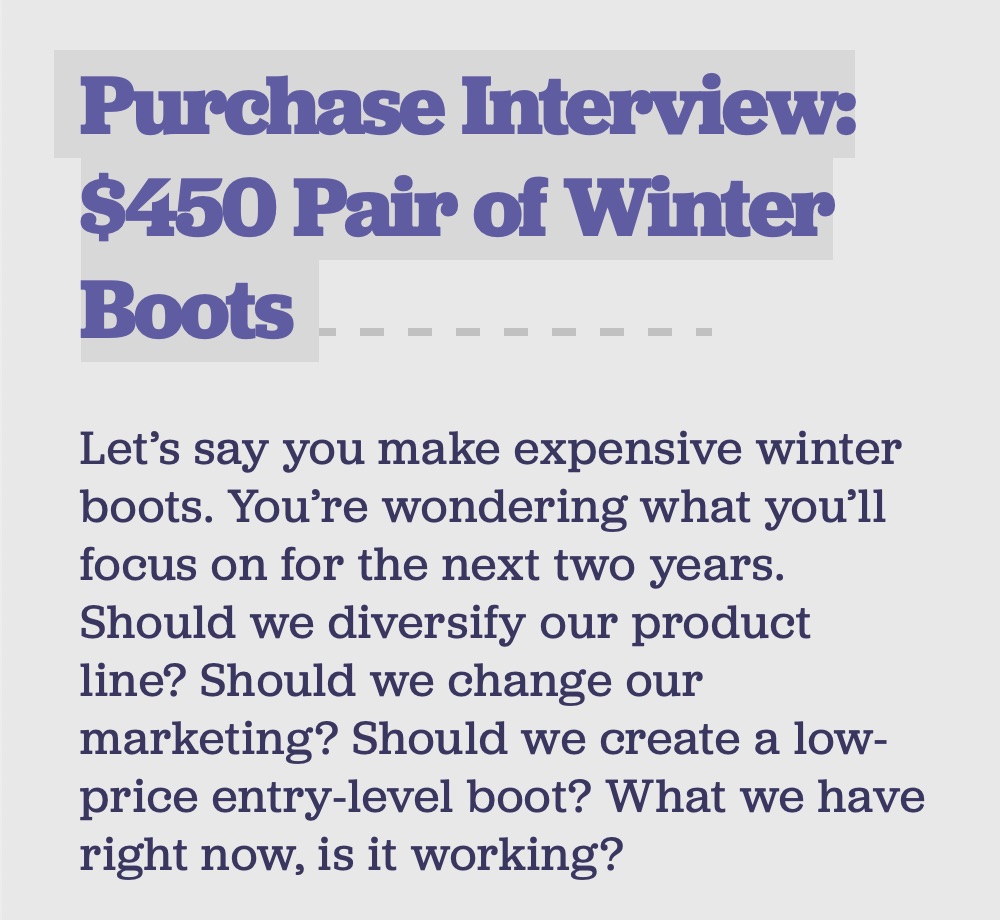 Purchase Interview:
$450 Pair of Winter
Boots
Let’s say you make expensive winter
boots. You’re wondering what you’ll
focus on for the next two years.
Should we diversify our product
line? Should we change our
marketing? Should we create a low-
price entry-level boot? What we have
right now, is it working?